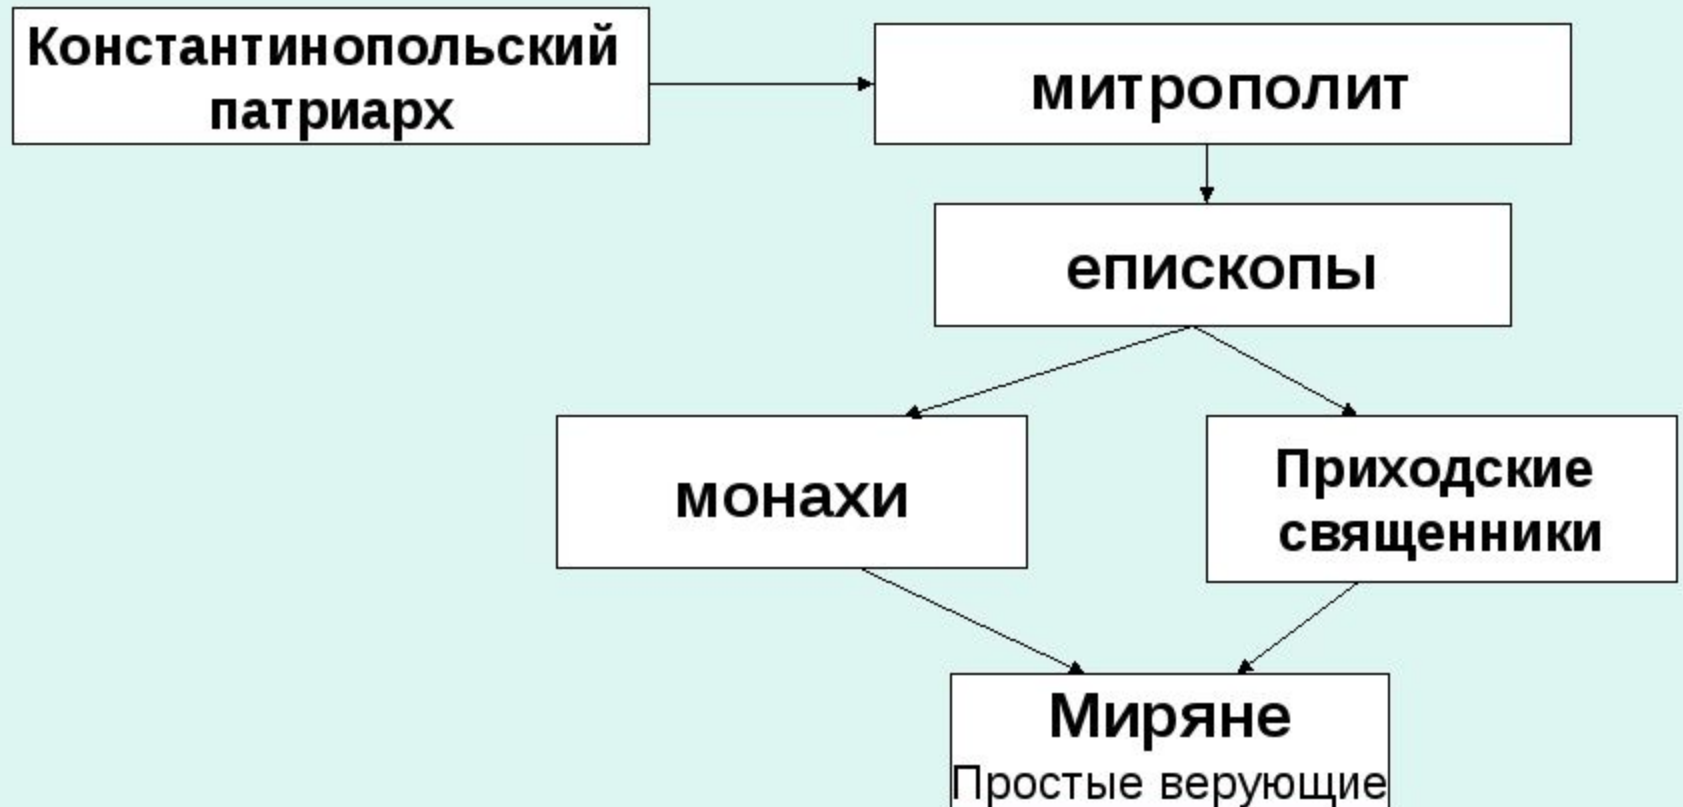 Константинопольский
патриарх
митрополит
епископы
монахи
Приходские
священники
Миряне
Простые верующие